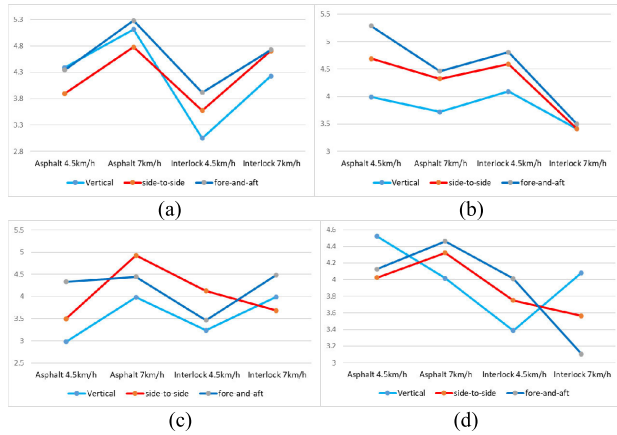 5.3
4.8
4.3
3.8
3.3
2.8
Asphalt 4.5km/h Asphalt 7km/h Interlock 4.5km/h Interlock 7km/h
Vertical side-to-side fore-and-aft
(a)
5.5
5
4.5
4
3.5
3
Asphalt 4.5km/h Asphalt 7km/h Interlock 4.5km/h Interlock 7km/h
Vertical side-to-side fore-and-aft
(b)
5.5
5
4.5
4
3.5
3
2.5
Asphalt 4.5km/h Asphalt 7km/h Interlock 4.5km/h Interlock 7km/h
Vertical side-to-side fore-and-aft
(c)
4.6
4.4
4.2
4
3.8
3.6
3.4
3.2
3
Asphalt 4.5km/h Asphalt 7km/h Interlock 4.5km/h Interlock 7km/h
Vertical side-to-side fore-and-aft
(d)